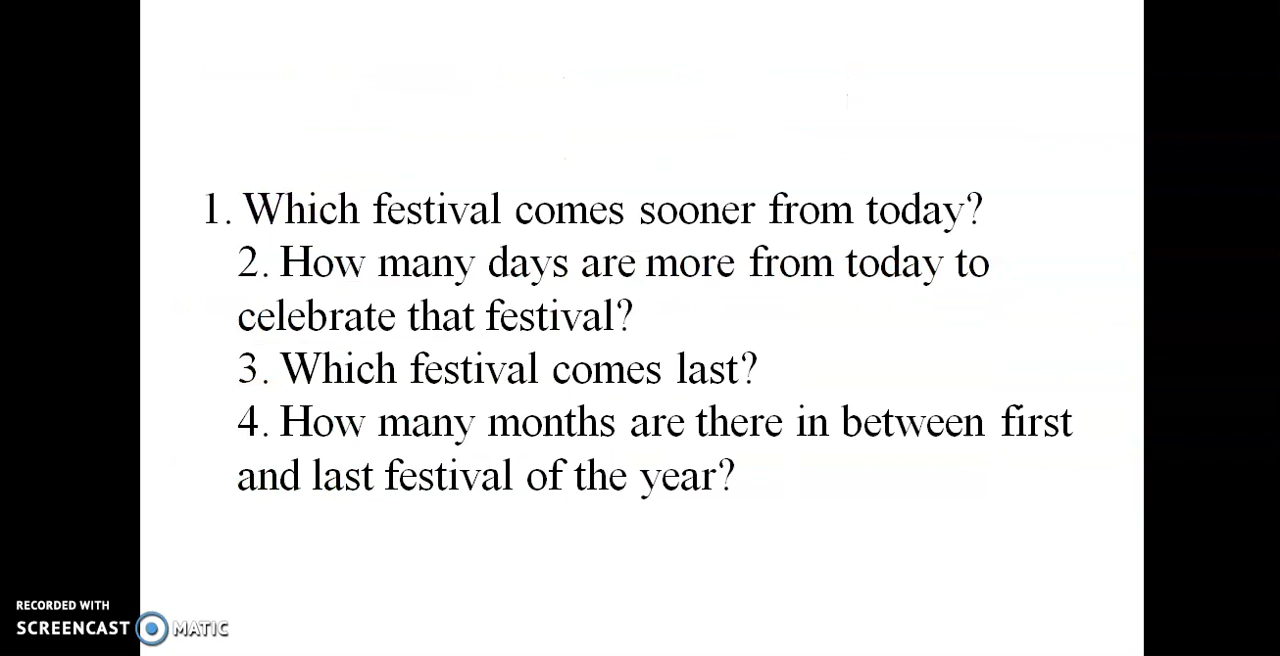 1. Which festival comes sooner from today?
2. How many days are more from today to
celebrate that festival?
3. Which festival comes last?
4. How many months are there in between first
and last festival of the year?
RECORDED WITH
SCREENCAST MATIC